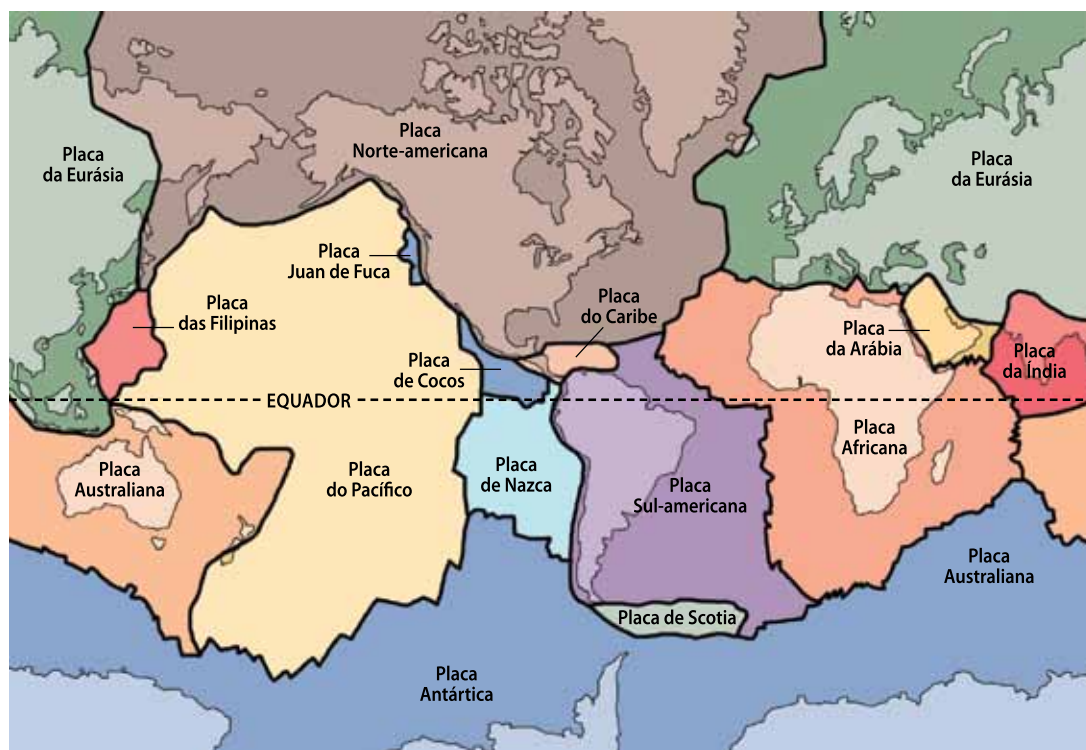 Placa
Norte-americana
Placa
da Eurásia
Placa
da Eurásia
Placa
Juan de Fuca
Placa
das Filipinas
Placa
do Caribe
Placa
da Arábia
Placa
da Índia
Placa
de Cocos
EQUADOR
Placa
Africana
Placa
Australiana
Placa
do Pacífico
Placa
de Nazca
Placa
Sul-americana
Placa
Australiana
Placa de Scotia
Placa
Antártica